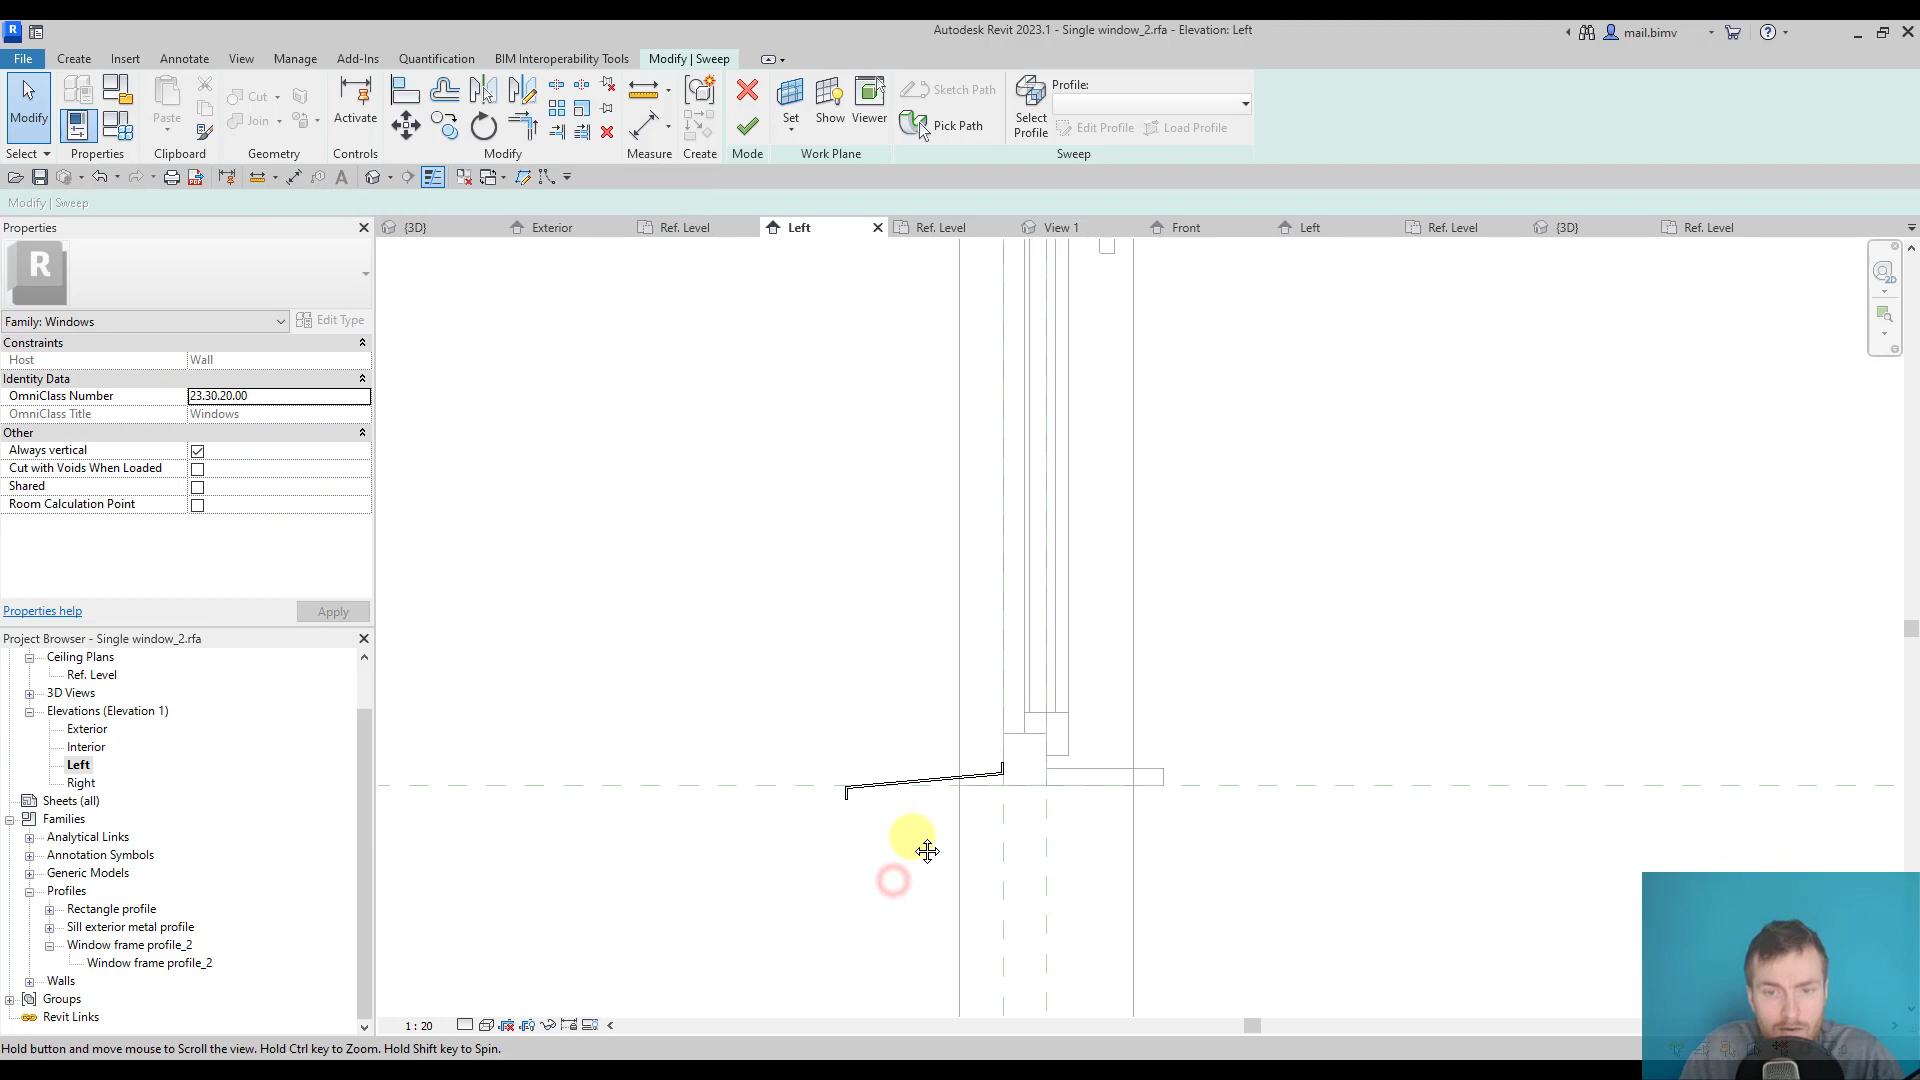 Autodesk Revit 2023.1 - Single window_2.rfa - Elevation: Left
mail.bimv
File Create Insert Annotate View Manage Add-Ins Quantification BIM Interoperability Tools Modify | Sweep
Modify
Paste
Cut
Join
Activate
Set
Show
Viewer
Sketch Path
Pick Path
Select
Profile
Profile:
Edit Profile
Load Profile
Select Properties Clipboard Geometry Controls Modify Measure Create Mode Work Plane Sweep
Modify | Sweep
Properties
{3D} Exterior Ref. Level Left Ref. Level View 1 Front Left Ref. Level {3D} Ref. Level
R
Family: Windows
Edit Type
Constraints
Host Wall
Identity Data
OmniClass Number 23.30.20.00
OmniClass Title Windows
Other
Always vertical
Cut with Voids When Loaded
Shared
Room Calculation Point
Properties help
Apply
Project Browser - Single window_2.rfa
Ceiling Plans
Ref. Level
3D Views
Elevations (Elevation 1)
Exterior
Interior
Left
Right
Sheets (all)
Families
Analytical Links
Annotation Symbols
Generic Models
Profiles
Rectangle profile
Sill exterior metal profile
Window frame profile_2
Window frame profile_2
Walls
Groups
Revit Links
1 : 20
Hold button and move mouse to Scroll the view. Hold Ctrl key to Zoom. Hold Shift key to Spin.